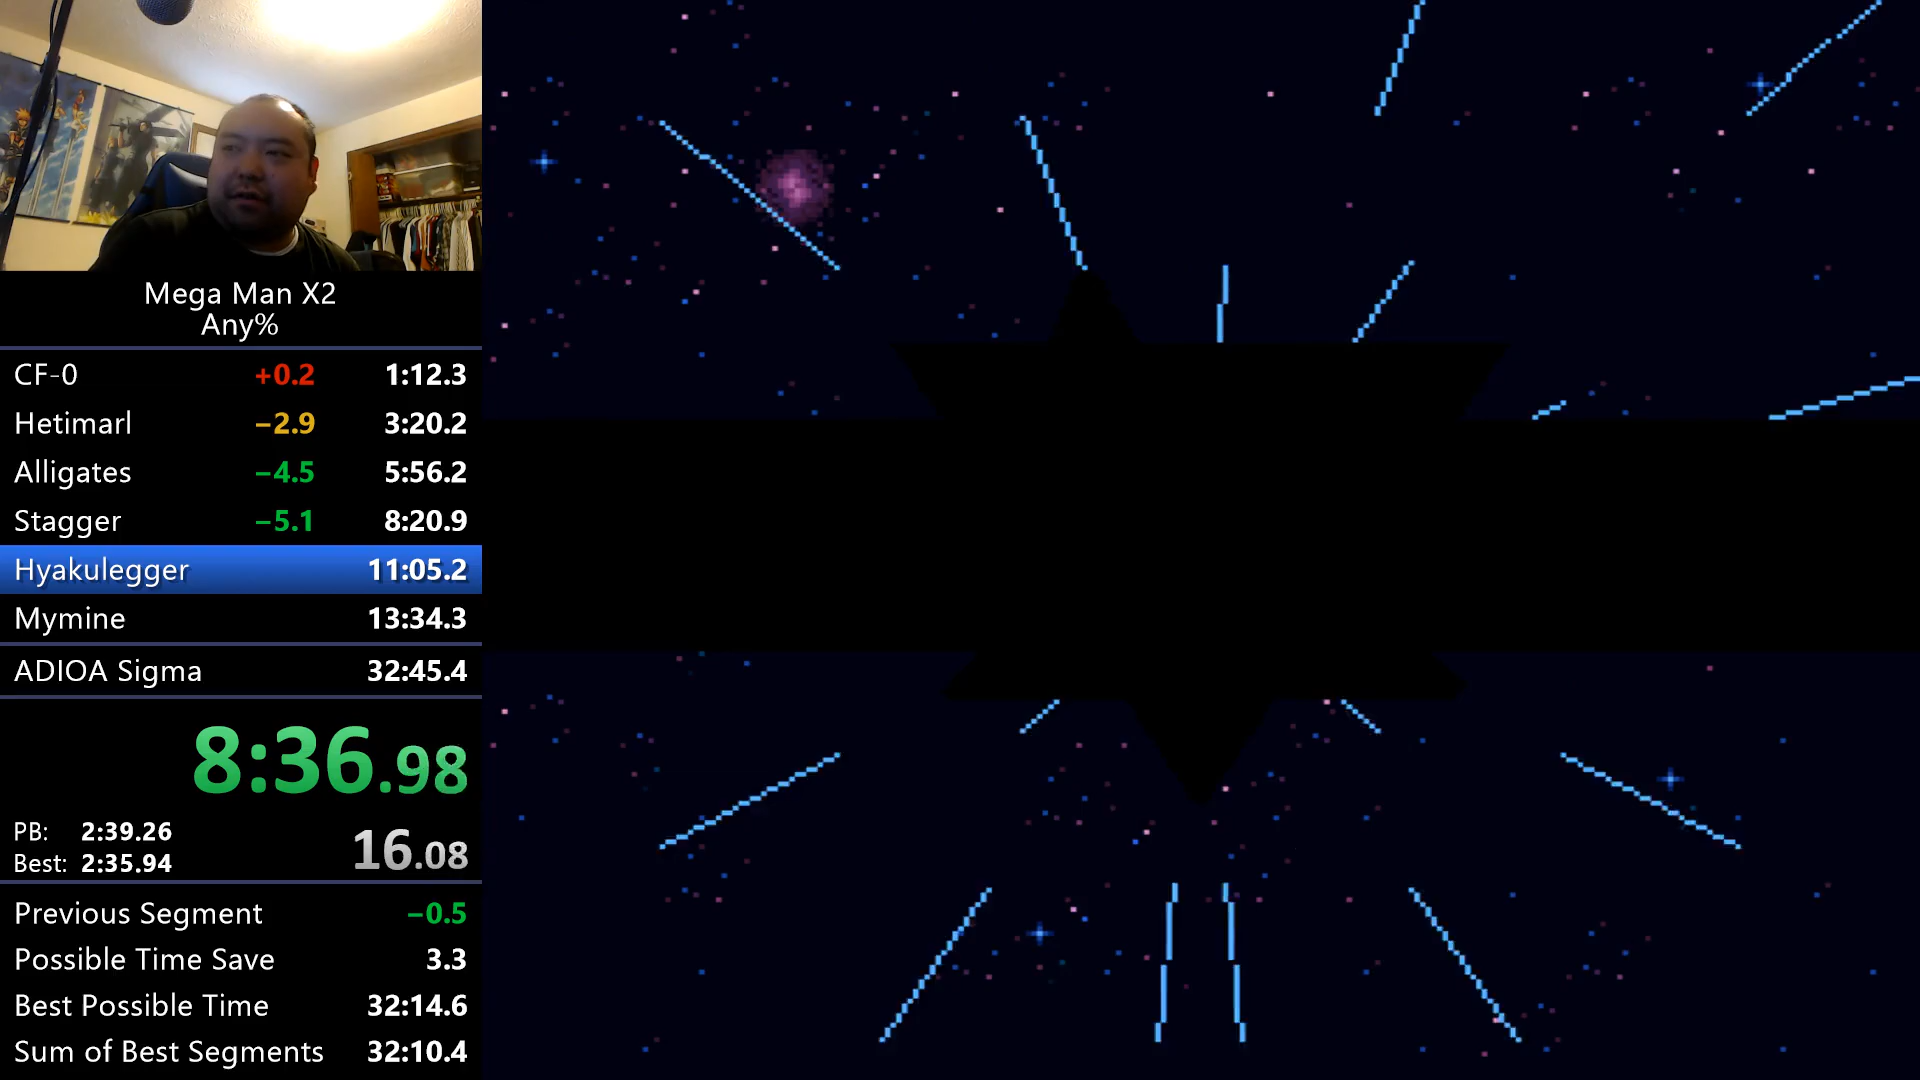 Mega Man X2
Any%
CF-0 +0.2 1:12.3
Hetimarl −2.9 3:20.2
Alligates −4.5 5:56.2
Stagger −5.1 8:20.9
Hyakulegger 11:05.2
Mymine 13:34.3
ADIOA Sigma 32:45.4
8:36.98
PB: 2:39.26
Best: 2:35.94
16.08
Previous Segment −0.5
Possible Time Save 3.3
Best Possible Time 32:14.6
Sum of Best Segments 32:10.4